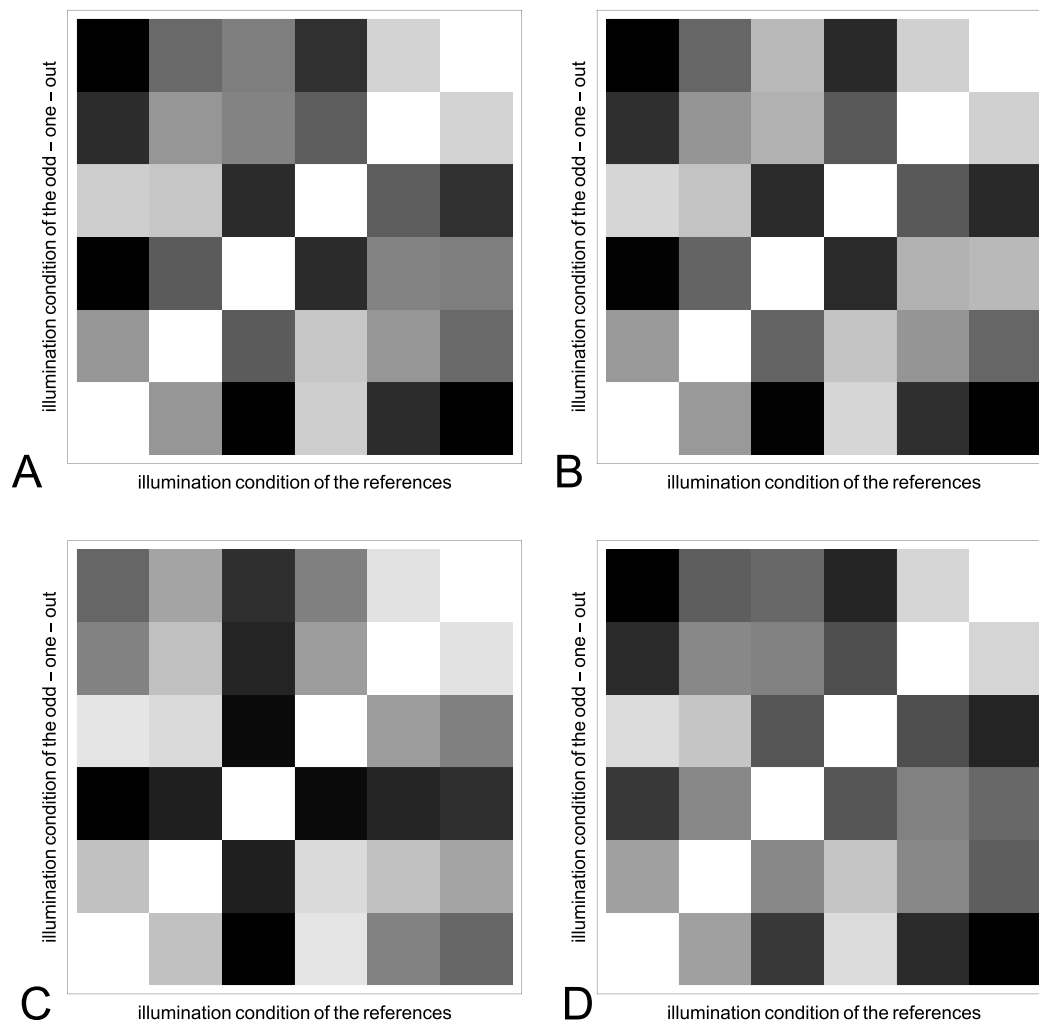 illumination condition of the odd – one – out
illumination condition of the odd – one – out
A
illumination condition of the references
B
illumination condition of the references
illumination condition of the odd – one – out
illumination condition of the odd – one – out
C
illumination condition of the references
D
illumination condition of the references